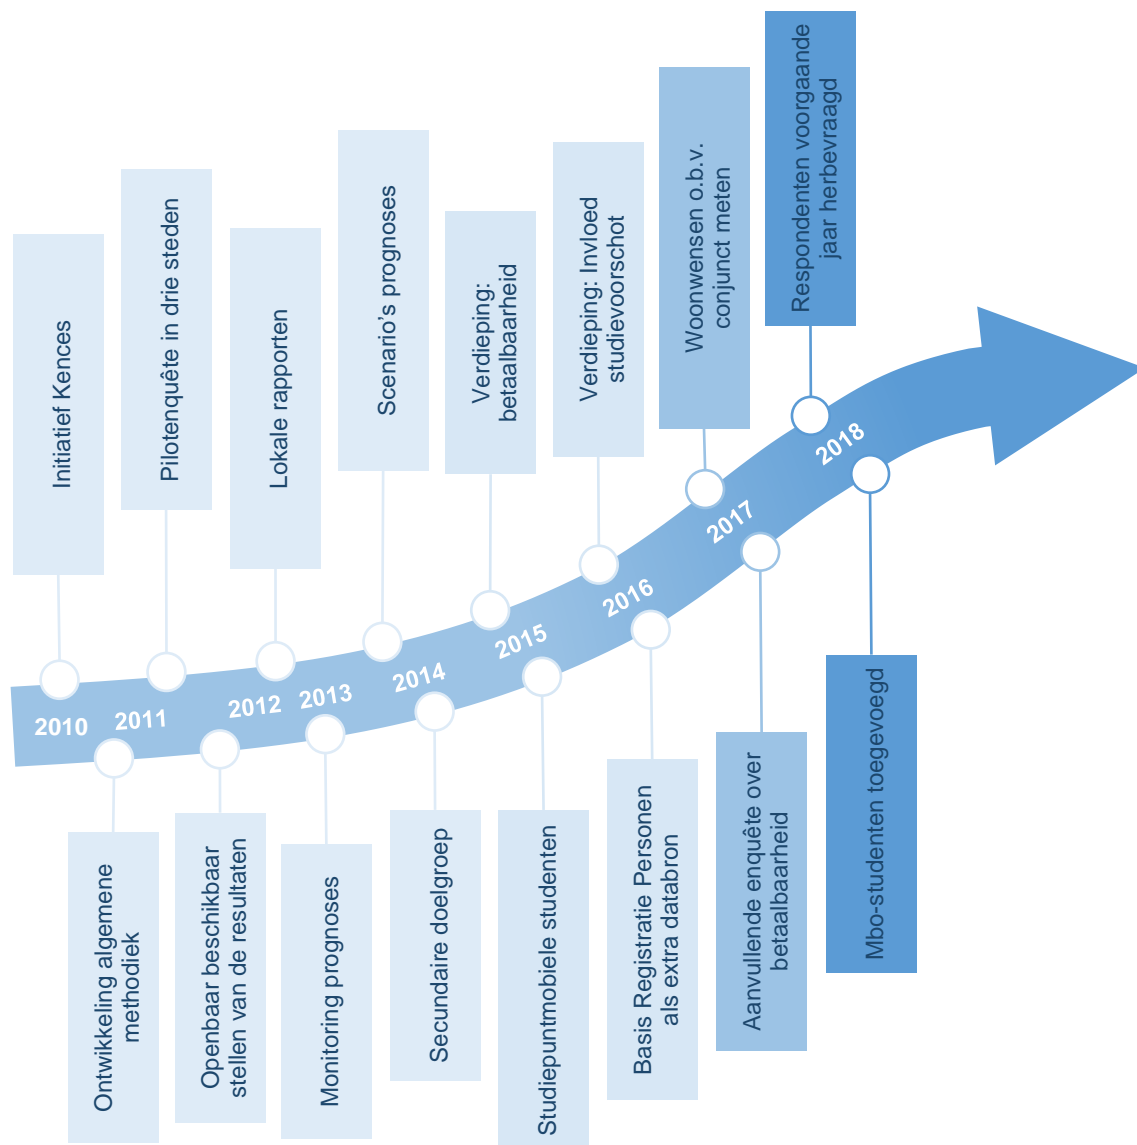 Initiatief Kences
Pilotenquête in drie steden
Lokale rapporten
Scenario's prognoses
Verdieping:
betaalbaarheid
Verdieping: Invloed
studievoorschot
Woonwensen o.b.v.
conjunct meten
Respondenten voorgaande
jaar herbevraagd
2010
2011
2012
2013
2014
2015
2016
2017
2018
Ontwikkeling algemene
methodiek
Openbaar beschikbaar
stellen van de resultaten
Monitoring prognoses
Secundaire doelgroep
Studiepuntmobiele studenten
Basis Registratie Personen
als extra databron
Aanvullende enquête over
betaalbaarheid
Mbo-studenten toegevoegd